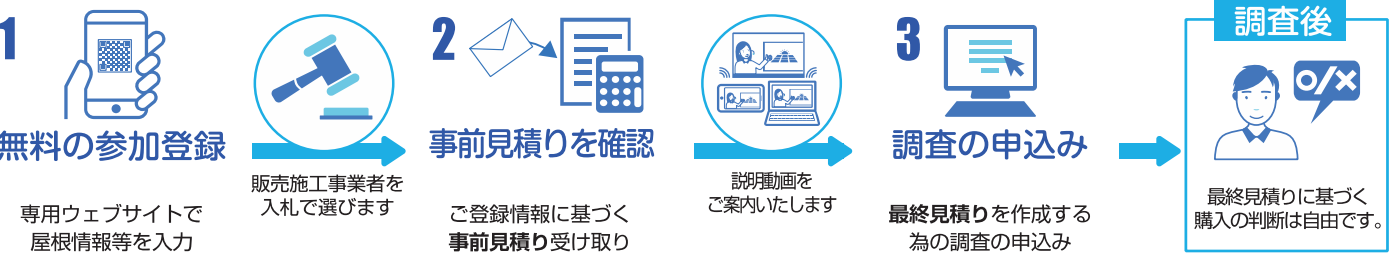 1
無料の参加登録
専用ウェブサイトで
屋根情報等を入力
販売施工事業者を
入札で選びます
2
事前見積りを確認
ご登録情報に基づく
事前見積り受け取り
説明動画を
ご案内いたします
3
調査の申込み
最終見積りを作成する
為の調査の申込み
調査後
○/×
最終見積りに基づく
購入の判断は自由です。